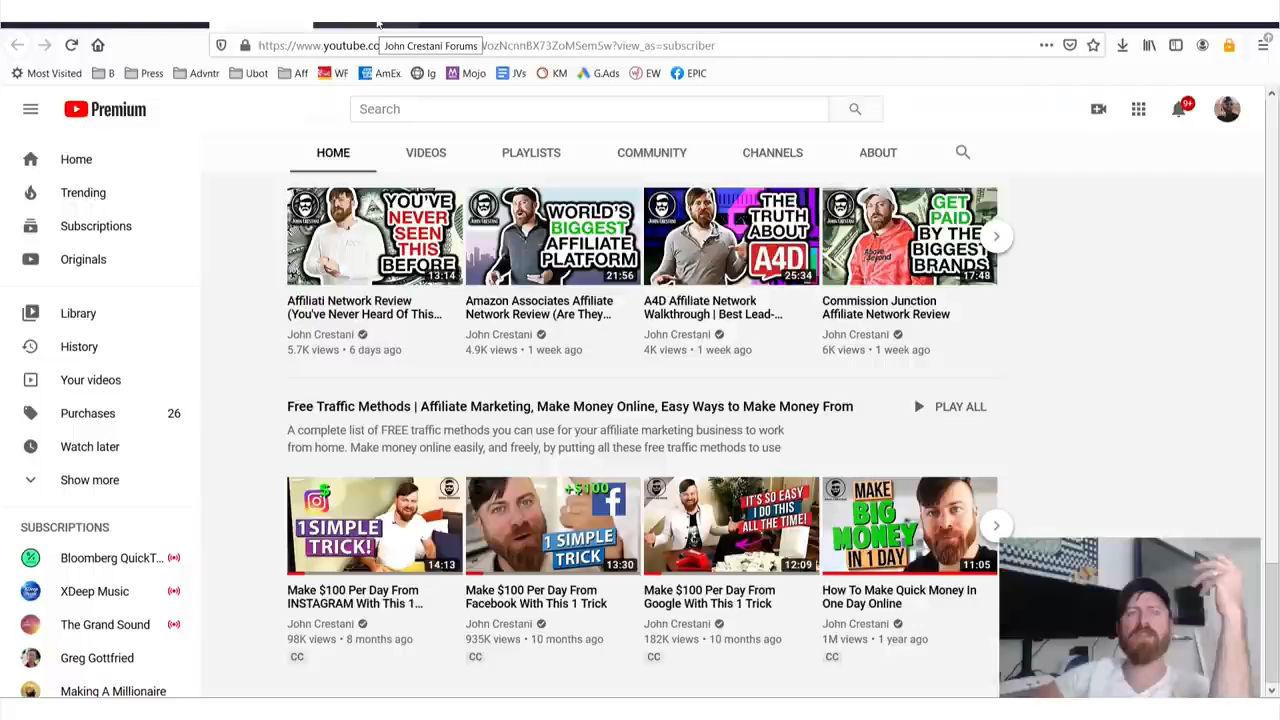 https://www.youtube.co
John Crestani Forums
VozNcnnBX73ZoMSem5w?view_as=subscriber
Most Visited
B
Press
Advntr
Ubot
Aff
WF
AmEx
Ig
Mojo
JVs
KM
G.Ads
EW
EPIC
Premium
Search
9+
HOME
VIDEOS
PLAYLISTS
COMMUNITY
CHANNELS
ABOUT
Home
Trending
Subscriptions
Originals
Library
History
Your videos
Purchases 26
Watch later
Show more
SUBSCRIPTIONS
Bloomberg QuickT...
XDeep Music
The Grand Sound
Greg Gottfried
Making A Millionaire
YOU'VE
NEVER
SEEN
THIS
BEFORE
13:14
Affiliati Network Review
(You've Never Heard Of This...
John Crestani
5.7K views • 6 days ago
WORLD'S
BIGGEST
AFFILIATE
PLATFORM
21:56
Amazon Associates Affiliate
Network Review (Are They...
John Crestani
4.9K views • 1 week ago
THE
TRUTH
ABOUT
A4D
25:34
A4D Affiliate Network
Walkthrough | Best Lead-...
John Crestani
4K views • 1 week ago
GET
PAID
BY THE
BIGGEST
BRANDS
Above
Beyond
17:48
Commission Junction
Affiliate Network Review
John Crestani
6K views • 1 week ago
Free Traffic Methods | Affiliate Marketing, Make Money Online, Easy Ways to Make Money From
PLAY ALL
A complete list of FREE traffic methods you can use for your affiliate marketing business to work
from home. Make money online easily, and freely, by putting all these free traffic methods to use
$
1 SIMPLE
TRICK!
14:13
Make $100 Per Day From
INSTAGRAM With This 1...
John Crestani
98K views • 8 months ago
CC
+$100
f
1 SIMPLE
TRICK
13:30
Make $100 Per Day From
Facebook With This 1 Trick
John Crestani
935K views • 10 months ago
CC
IT'S SO EASY
I DO THIS
ALL THE TIME!
12:09
Make $100 Per Day From
Google With This 1 Trick
John Crestani
182K views • 10 months ago
CC
MAKE
BIG
MONEY
IN 1 DAY
11:05
How To Make Quick Money In
One Day Online
John Crestani
1M views • 1 year ago
CC